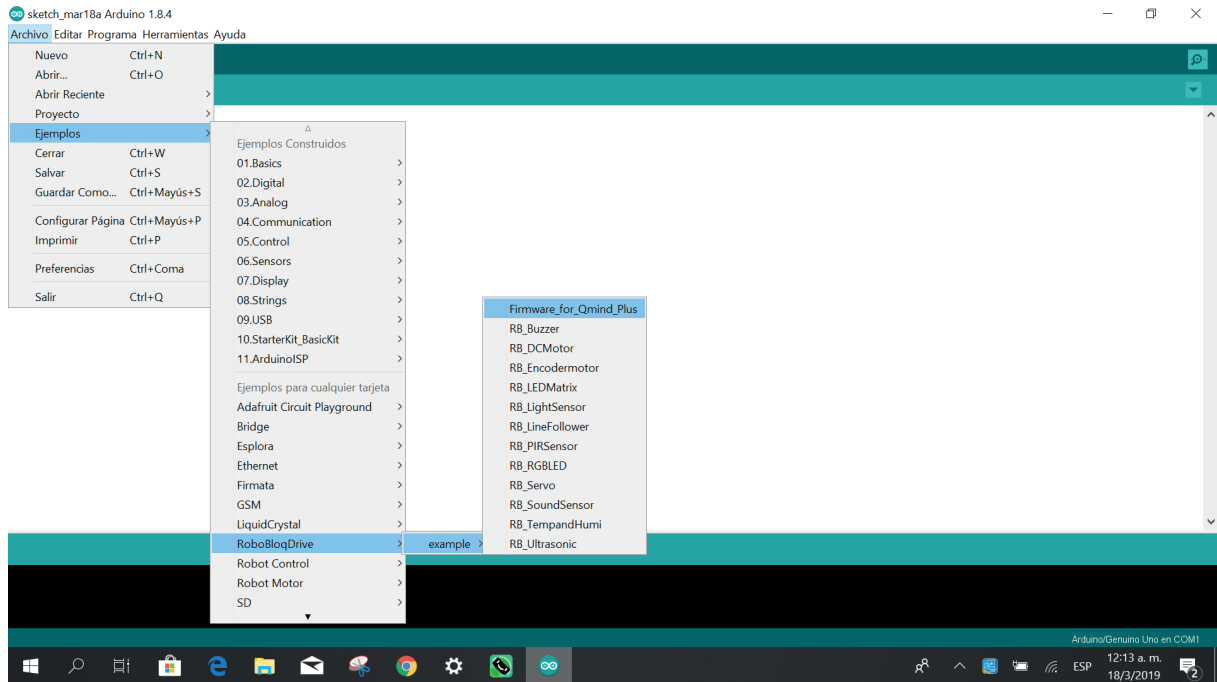 sketch_mar18a Arduino 1.8.4
Archivo Editar Programa Herramientas Ayuda
Nuevo Ctrl+N
Abrir... Ctrl+O
Abrir Reciente
Proyecto
Ejemplos
Cerrar Ctrl+W
Salvar Ctrl+S
Guardar Como... Ctrl+Mayús+S
Configurar Página Ctrl+Mayús+P
Imprimir Ctrl+P
Preferencias Ctrl+Coma
Salir Ctrl+Q
Ejemplos Construidos
01.Basics
02.Digital
03.Analog
04.Communication
05.Control
06.Sensors
07.Display
08.Strings
09.USB
10.StarterKit_BasicKit
11.ArduinoISP
Ejemplos para cualquier tarjeta
Adafruit Circuit Playground
Bridge
Esplora
Ethernet
Firmata
GSM
LiquidCrystal
RoboBloqDrive
Robot Control
Robot Motor
SD
example
Firmware_for_Qmind_Plus
RB_Buzzer
RB_DCMotor
RB_Encodermotor
RB_LEDMatrix
RB_LightSensor
RB_LineFollower
RB_PIRSensor
RB_RGBLED
RB_Servo
RB_SoundSensor
RB_TempandHumi
RB_Ultrasonic
Arduino/Genuino Uno en COM1
ESP
12:13 a. m.
18/3/2019
2